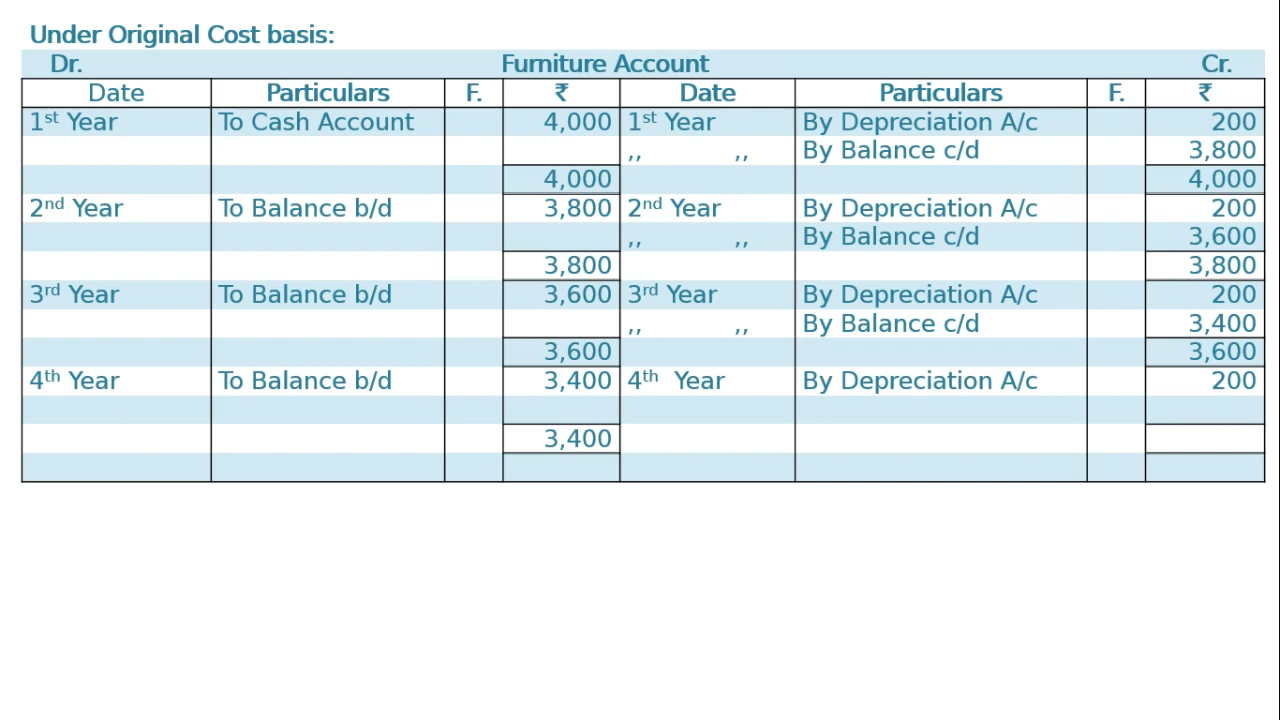 Under Original Cost basis:
Dr. Furniture Account Cr.
Date Particulars F. ₹ Date Particulars F. ₹
1st Year To Cash Account 4,000 1st Year By Depreciation A/c 200
,, ,, By Balance c/d 3,800
4,000 4,000
2nd Year To Balance b/d 3,800 2nd Year By Depreciation A/c 200
,, ,, By Balance c/d 3,600
3,800 3,800
3rd Year To Balance b/d 3,600 3rd Year By Depreciation A/c 200
,, ,, By Balance c/d 3,400
3,600 3,600
4th Year To Balance b/d 3,400 4th Year By Depreciation A/c 200
3,400